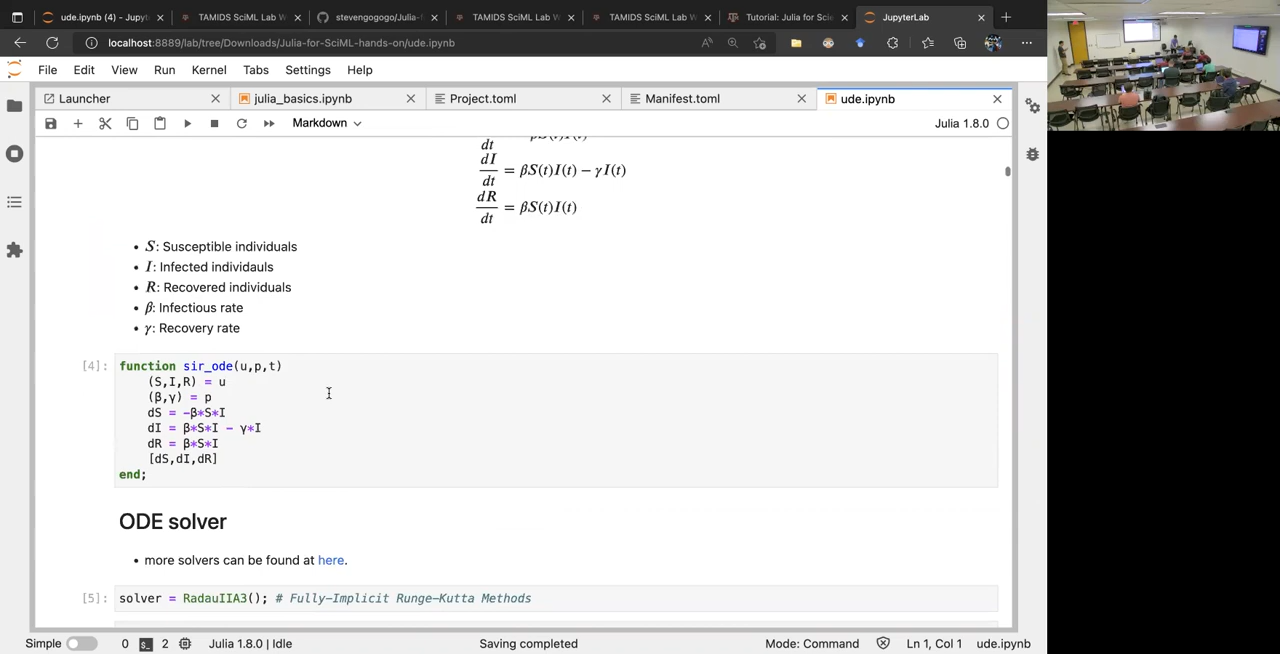 ude.ipynb (4) - Jupyt
TAMIDS SciML Lab W
stevengogogo/Julia-
TAMIDS SciML Lab W
TAMIDS SciML Lab W
Tutorial: Julia for Scie
JupyterLab
localhost:8889/lab/tree/Downloads/Julia-for-SciML-hands-on/ude.ipynb
File Edit View Run Kernel Tabs Settings Help
Launcher
julia_basics.ipynb
Project.toml
Manifest.toml
ude.ipynb
Markdown
Julia 1.8.0
dt βS(t)I(t)
dI/dt = βS(t)I(t) − γI(t)
dR/dt = βS(t)I(t)
• S: Susceptible individuals
• I: Infected individauls
• R: Recovered individuals
• β: Infectious rate
• γ: Recovery rate
[4]: function sir_ode(u,p,t)
(S,I,R) = u
(β,γ) = p
dS = -β*S*I
dI = β*S*I - γ*I
dR = β*S*I
[dS,dI,dR]
end;
ODE solver
• more solvers can be found at here.
[5]: solver = RadauIIA3(); # Fully-Implicit Runge-Kutta Methods
Simple 0 2 Julia 1.8.0 | Idle Saving completed Mode: Command Ln 1, Col 1 ude.ipynb